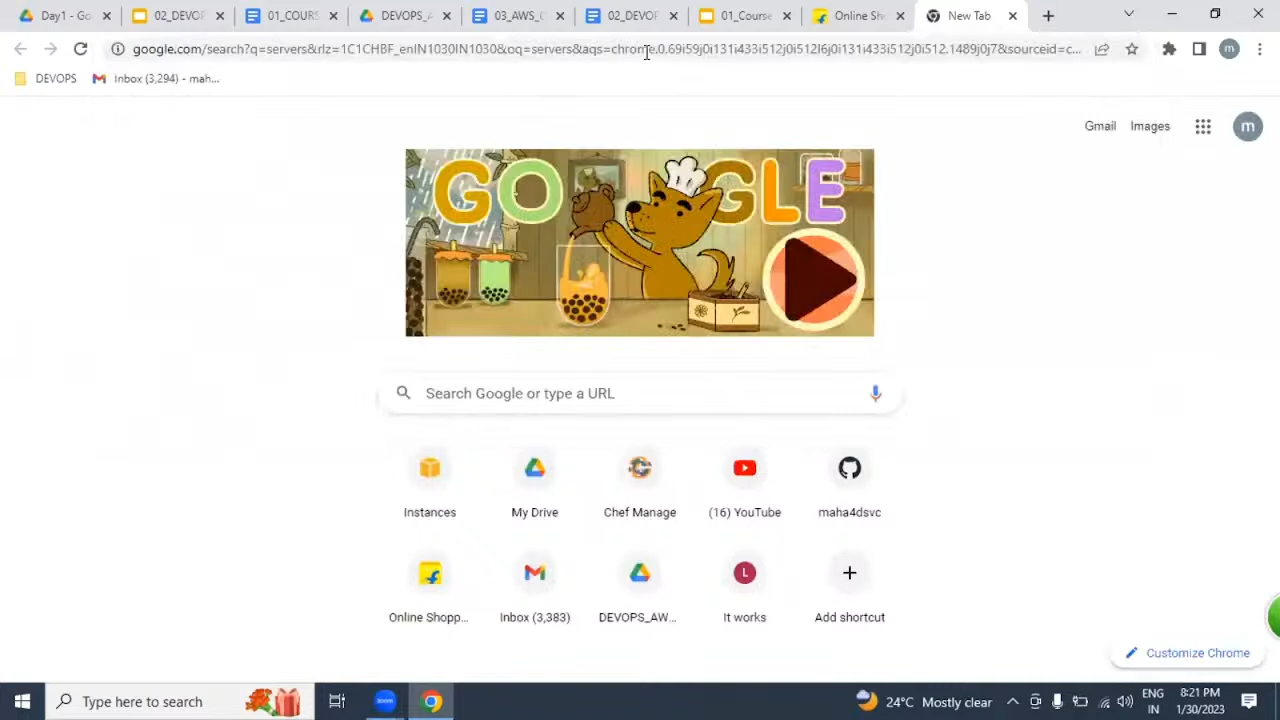 Day1 - Go
02_DEVOP
01_COURS
DEVOPS_A
03_AWS_C
02_DEVOP
01_Course
Online Sho
New Tab
google.com/search?q=servers&rlz=1C1CHBF_enIN1030IN1030&oq=servers&aqs=chrome.0.69i59j0i131i433i512j0i512l6j0i131i433i512j0i512.1489j0j7&sourceid=c...
DEVOPS
Inbox (3,294) - mah...
Gmail Images
m
GOOGLE
Search Google or type a URL
Instances
My Drive
Chef Manage
(16) YouTube
maha4dsvc
L
Online Shopp...
Inbox (3,383)
DEVOPS_AW...
It works
Add shortcut
Customize Chrome
Type here to search
zoom
24°C Mostly clear
ENG
IN
8:21 PM
1/30/2023